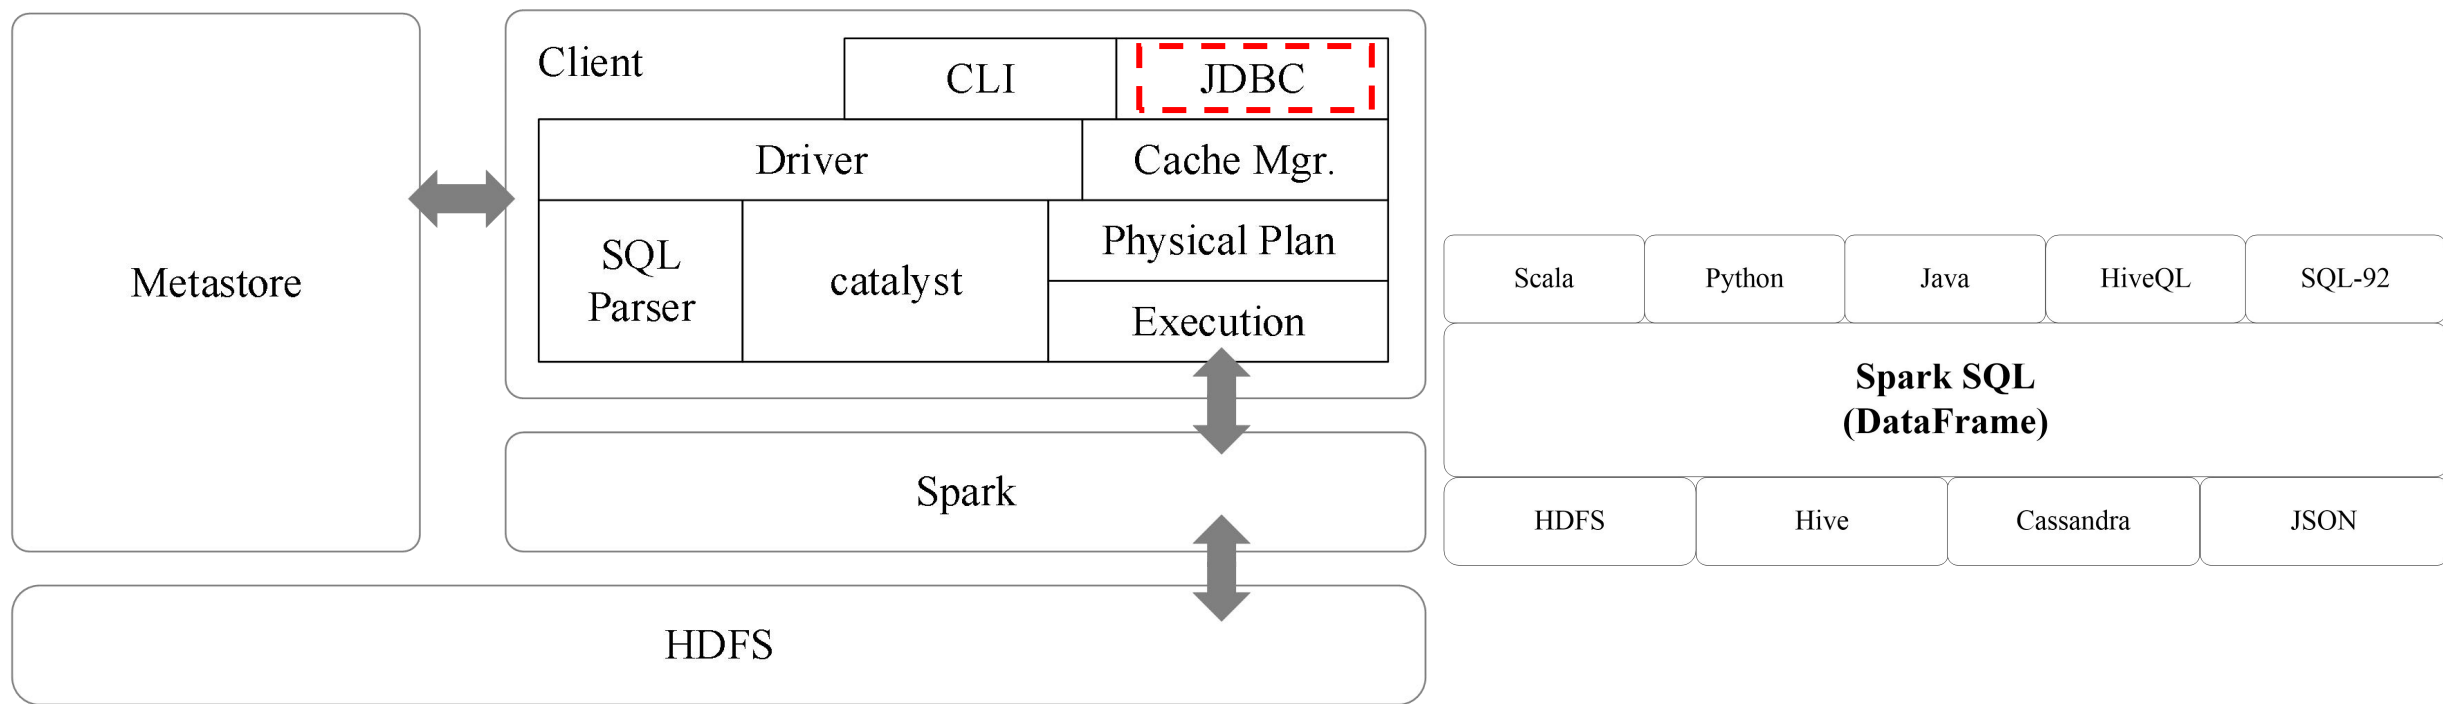 Client
CLI
JDBC
Driver
Cache Mgr.
SQL
Parser
catalyst
Physical Plan
Execution
Metastore
Spark
HDFS
Scala
Python
Java
HiveQL
SQL-92
Spark SQL
(DataFrame)
HDFS
Hive
Cassandra
JSON